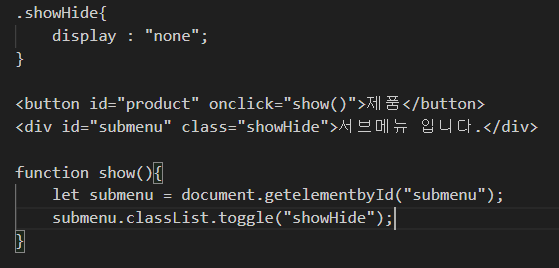 .showHide{
    display : "none";
}
<button id="product" onclick="show()">제품</button>
<div id="submenu" class="showHide">서브메뉴 입니다.</div>
function show(){
    let submenu = document.getelementbyId("submenu");
    submenu.classList.toggle("showHide");
}